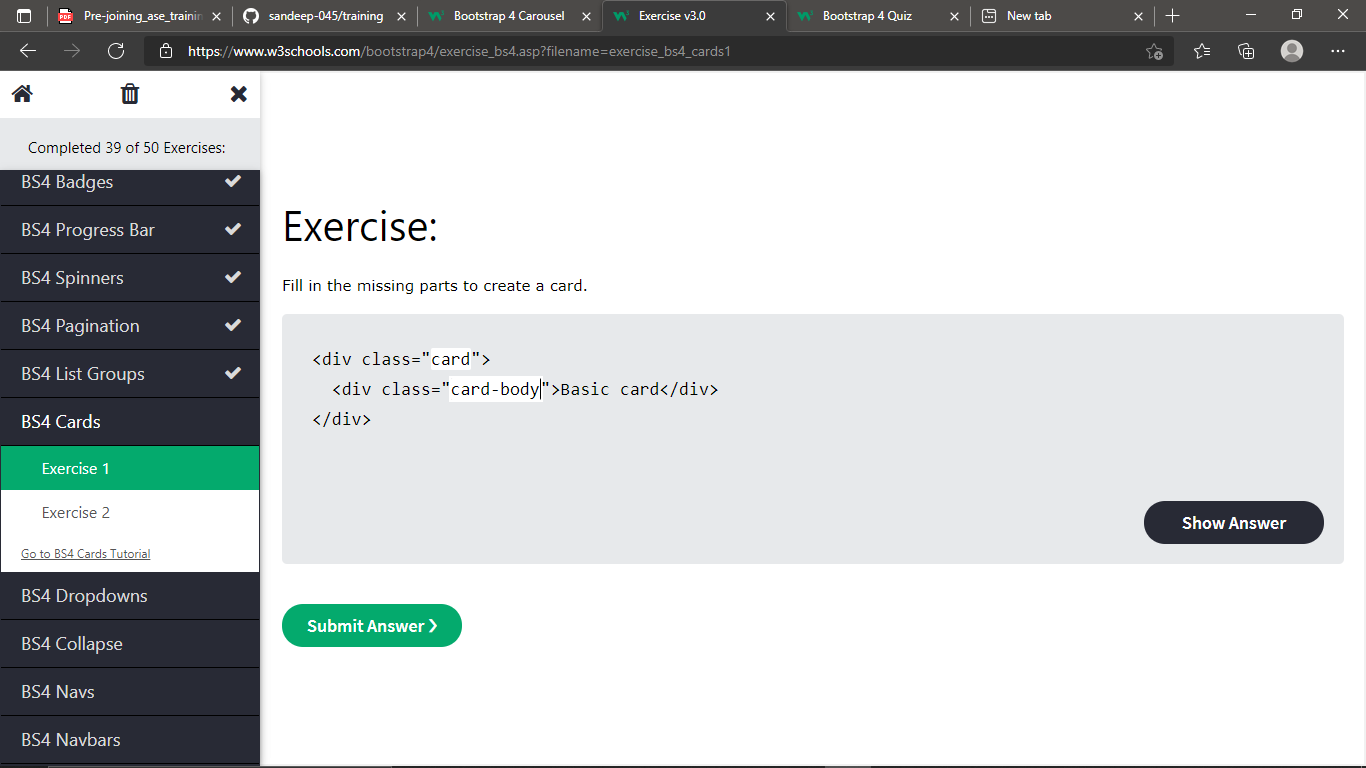 Pre-joining_ase_trainin
sandeep-045/training
Bootstrap 4 Carousel
Exercise v3.0
Bootstrap 4 Quiz
New tab
https://www.w3schools.com/bootstrap4/exercise_bs4.asp?filename=exercise_bs4_cards1
Completed 39 of 50 Exercises:
BS4 Badges
BS4 Progress Bar
BS4 Spinners
BS4 Pagination
BS4 List Groups
BS4 Cards
Exercise 1
Exercise 2
Go to BS4 Cards Tutorial
BS4 Dropdowns
BS4 Collapse
BS4 Navs
BS4 Navbars
Exercise:
Fill in the missing parts to create a card.
<div class="card">
<div class="card-body">Basic card</div>
</div>
Show Answer
Submit Answer ❯